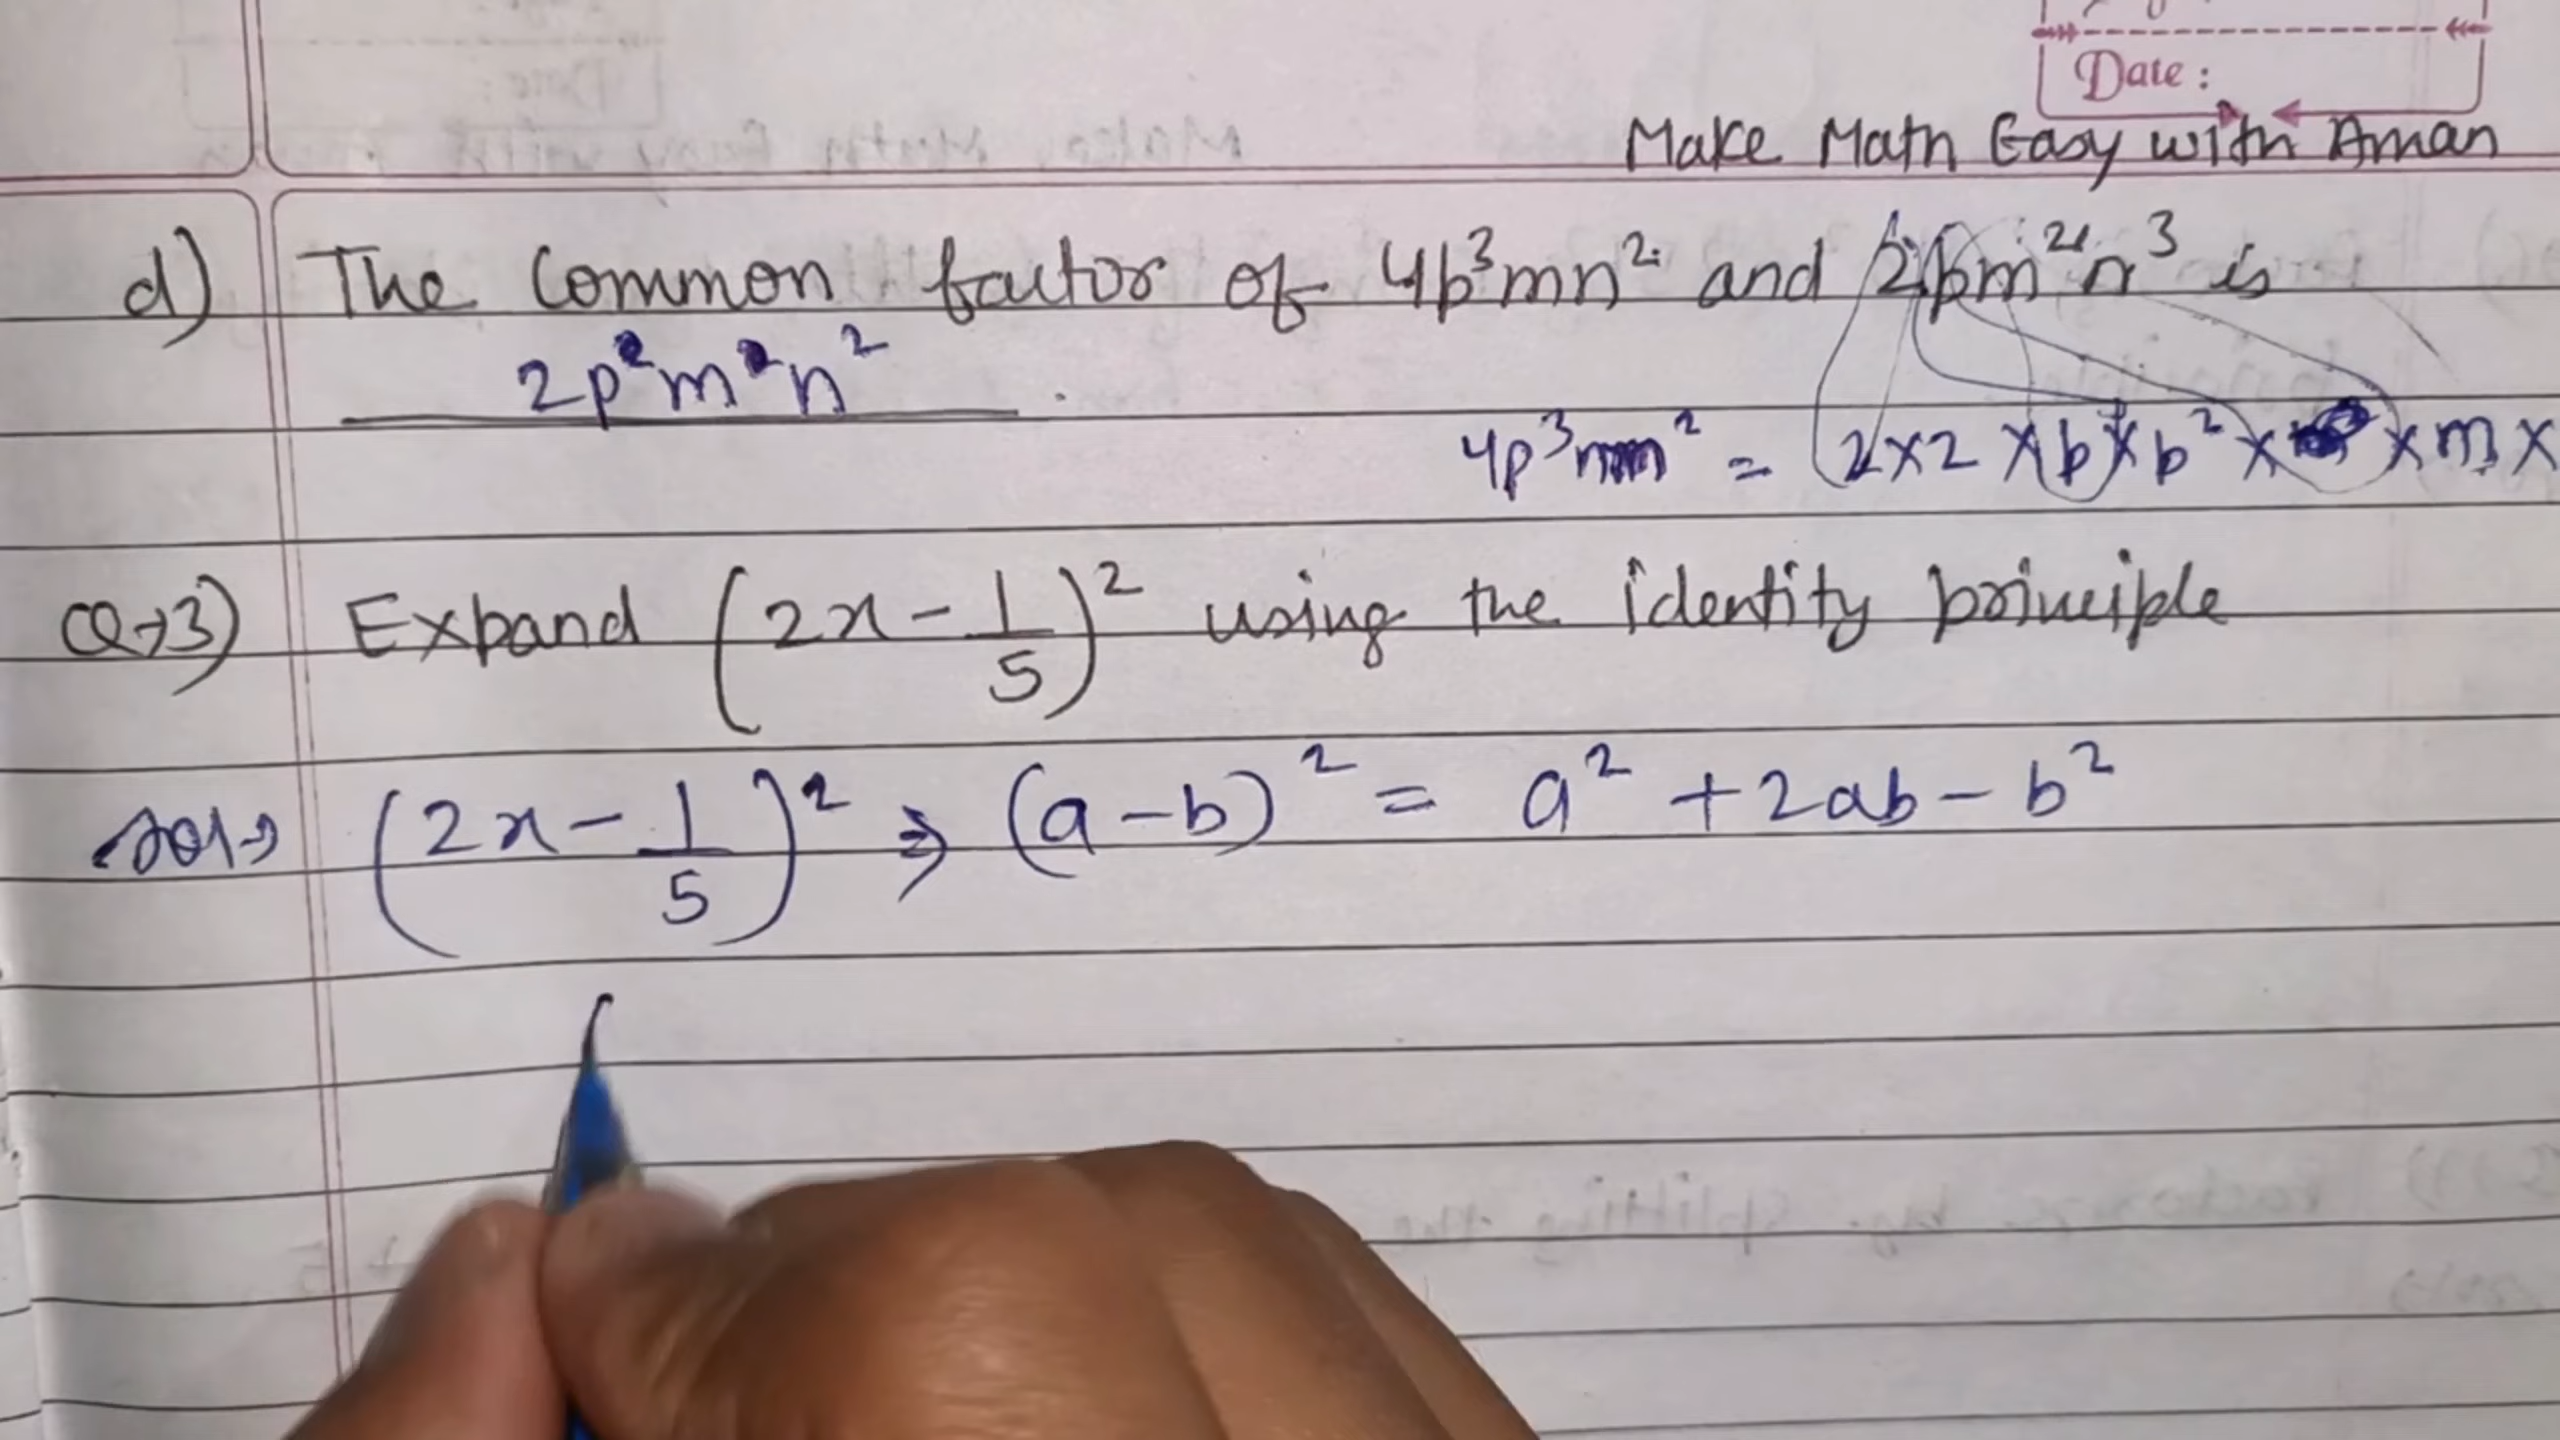 Date :
Make Math Easy with Aman
d) The Common factor of 4p³mn² and 2pm²n³ is
2p²m²n² .
4p³mn² = 2×2×p×p²× ×m×
Q→3) Expand (2x - 1/5)² using the identity principle
Sol→ (2x - 1/5)² ⇒ (a-b)² = a² + 2ab - b²